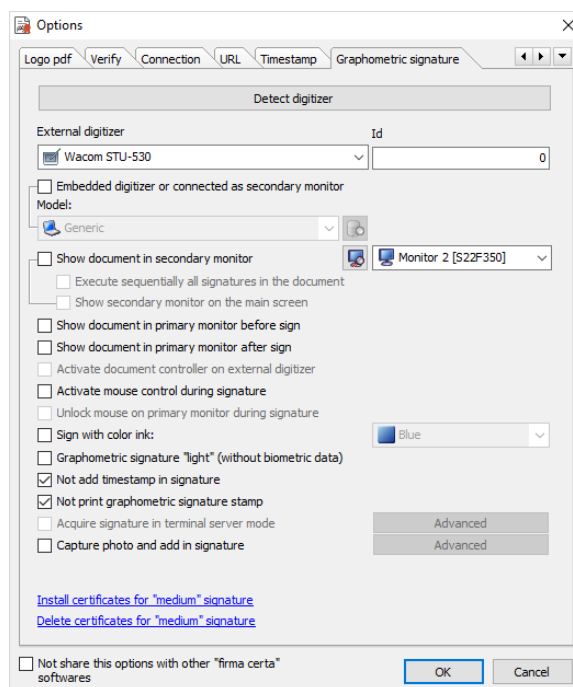 Options
Logo pdf Verify Connection URL Timestamp Graphometric signature
Detect digitizer
External digitizer Id
Wacom STU-530 0
Embedded digitizer or connected as secondary monitor
Model:
Generic
Show document in secondary monitor Monitor 2 [S22F350]
Execute sequentially all signatures in the document
Show secondary monitor on the main screen
Show document in primary monitor before sign
Show document in primary monitor after sign
Activate document controller on external digitizer
Activate mouse control during signature
Unlock mouse on primary monitor during signature
Sign with color ink: Blue
Graphometric signature "light" (without biometric data)
Not add timestamp in signature
Not print graphometric signature stamp
Acquire signature in terminal server mode Advanced
Capture photo and add in signature Advanced
Install certificates for "medium" signature
Delete certificates for "medium" signature
Not share this options with other "firma certa"
softwares
OK Cancel